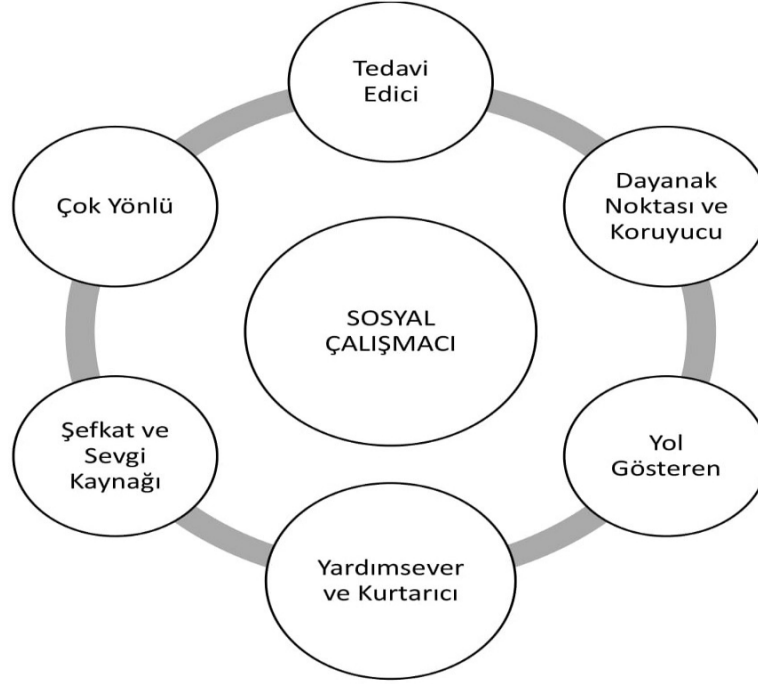 Tedavi
Edici
Çok Yönlü
Dayanak
Noktası ve
Koruyucu
SOSYAL
ÇALIŞMACI
Şefkat ve
Sevgi
Kaynağı
Yol
Gösteren
Yardımsever
ve Kurtarıcı